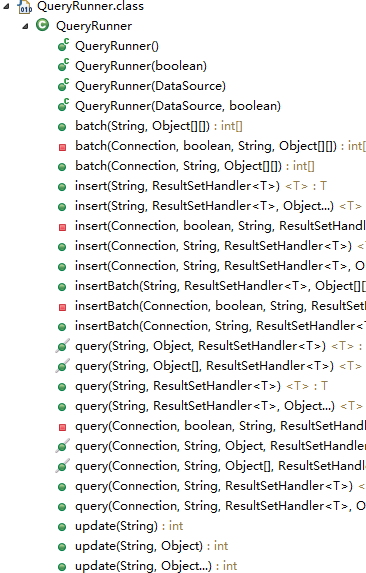 QueryRunner.class
QueryRunner
QueryRunner()
QueryRunner(boolean)
QueryRunner(DataSource)
QueryRunner(DataSource, boolean)
batch(String, Object[][]) : int[]
batch(Connection, boolean, String, Object[][]) : int[
batch(Connection, String, Object[][]) : int[]
insert(String, ResultSetHandler<T>) <T> : T
insert(String, ResultSetHandler<T>, Object...) <T>
insert(Connection, boolean, String, ResultSetHandl
insert(Connection, String, ResultSetHandler<T>) <T
insert(Connection, String, ResultSetHandler<T>, O
insertBatch(String, ResultSetHandler<T>, Object[][
insertBatch(Connection, boolean, String, ResultSetH
insertBatch(Connection, String, ResultSetHandler<T
query(String, Object, ResultSetHandler<T>) <T> :
query(String, Object[], ResultSetHandler<T>) <T>
query(String, ResultSetHandler<T>) <T> : T
query(String, ResultSetHandler<T>, Object...) <T>
query(Connection, boolean, String, ResultSetHandl
query(Connection, String, Object, ResultSetHandler
query(Connection, String, Object[], ResultSetHandl
query(Connection, String, ResultSetHandler<T>) <T
query(Connection, String, ResultSetHandler<T>, O
update(String) : int
update(String, Object) : int
update(String, Object...) : int